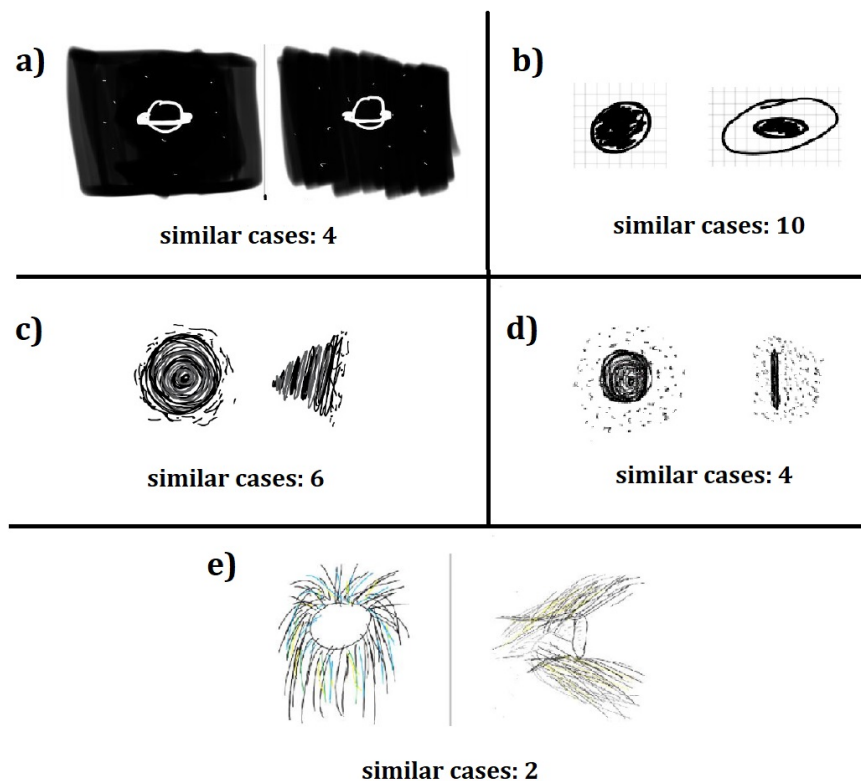 a)
similar cases: 4
b)
similar cases: 10
c)
similar cases: 6
d)
similar cases: 4
e)
similar cases: 2